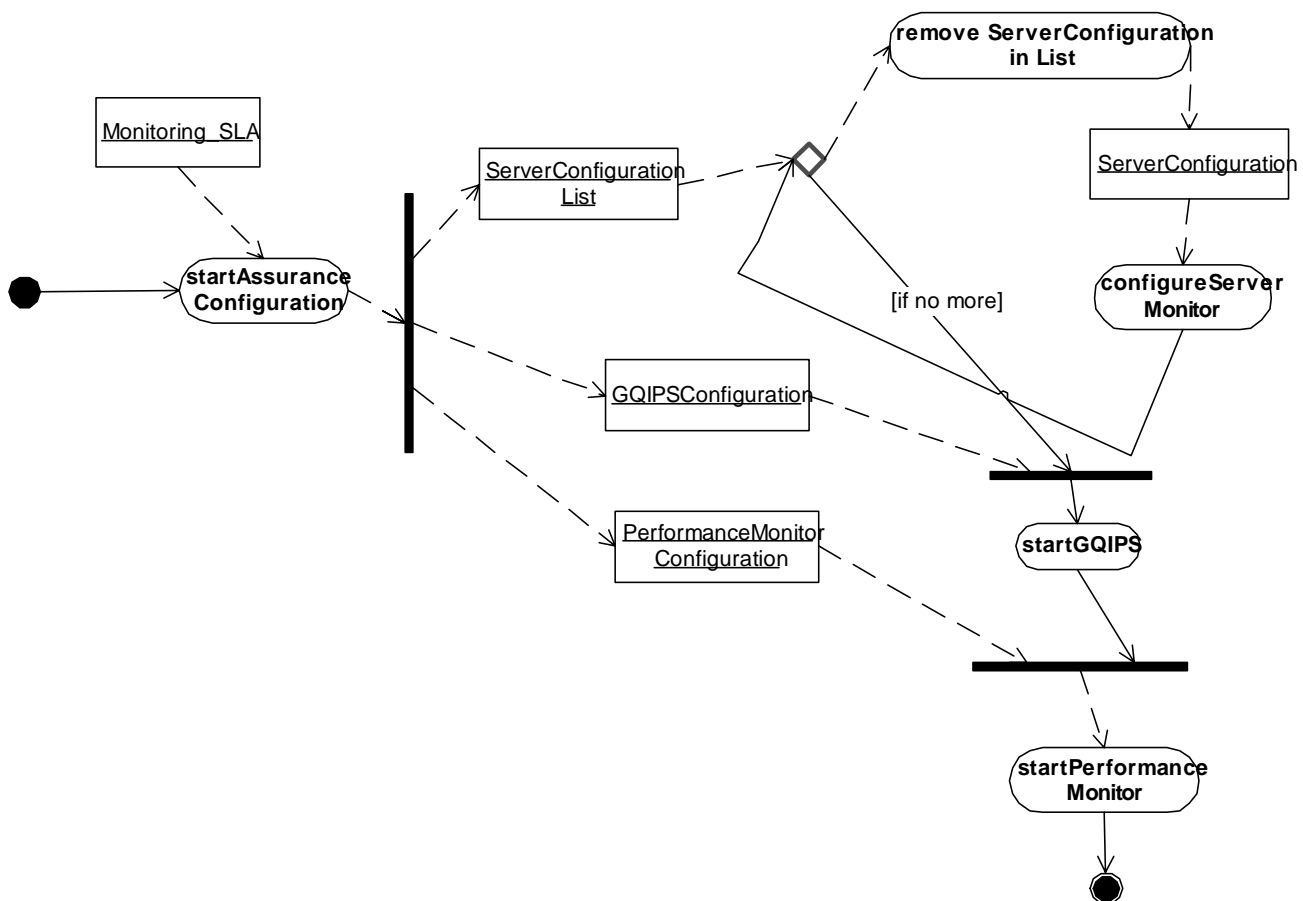 remove ServerConfiguration
in List
Monitoring_SLA
ServerConfiguration
List
ServerConfiguration
startAssurance
Configuration
configureServer
Monitor
[if no more]
GQIPSConfiguration
PerformanceMonitor
Configuration
startGQIPS
startPerformance
Monitor